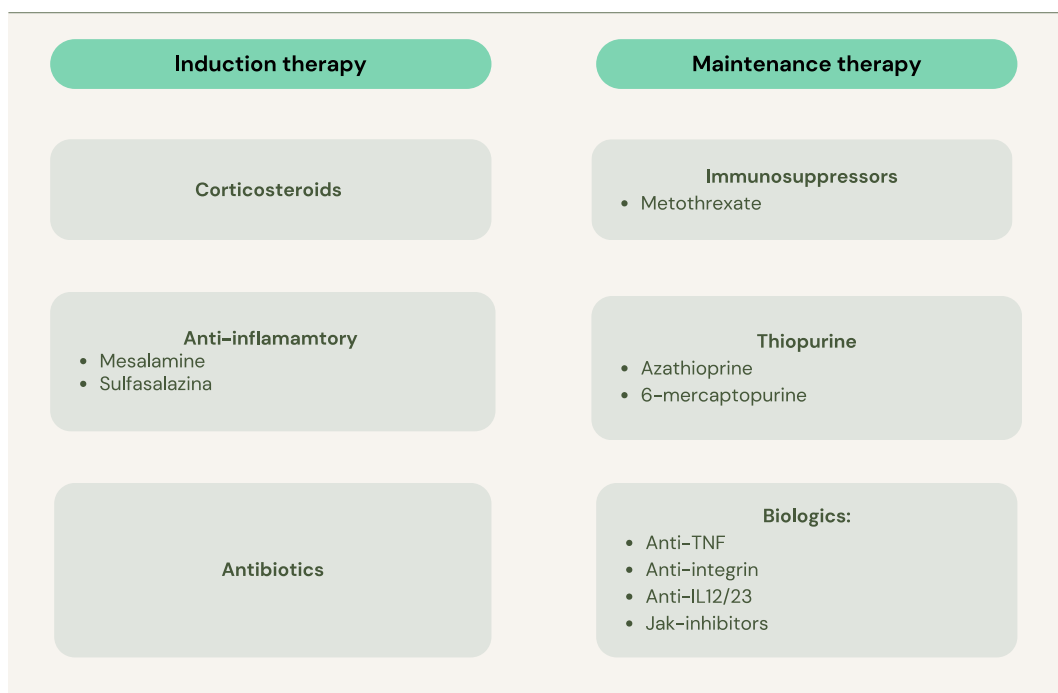 Induction therapy
Corticosteroids
Anti-inflamamtory
• Mesalamine
• Sulfasalazina
Antibiotics
Maintenance therapy
Immunosuppressors
• Metothrexate
Thiopurine
• Azathioprine
• 6-mercaptopurine
Biologics:
• Anti-TNF
• Anti-integrin
• Anti-IL12/23
• Jak-inhibitors